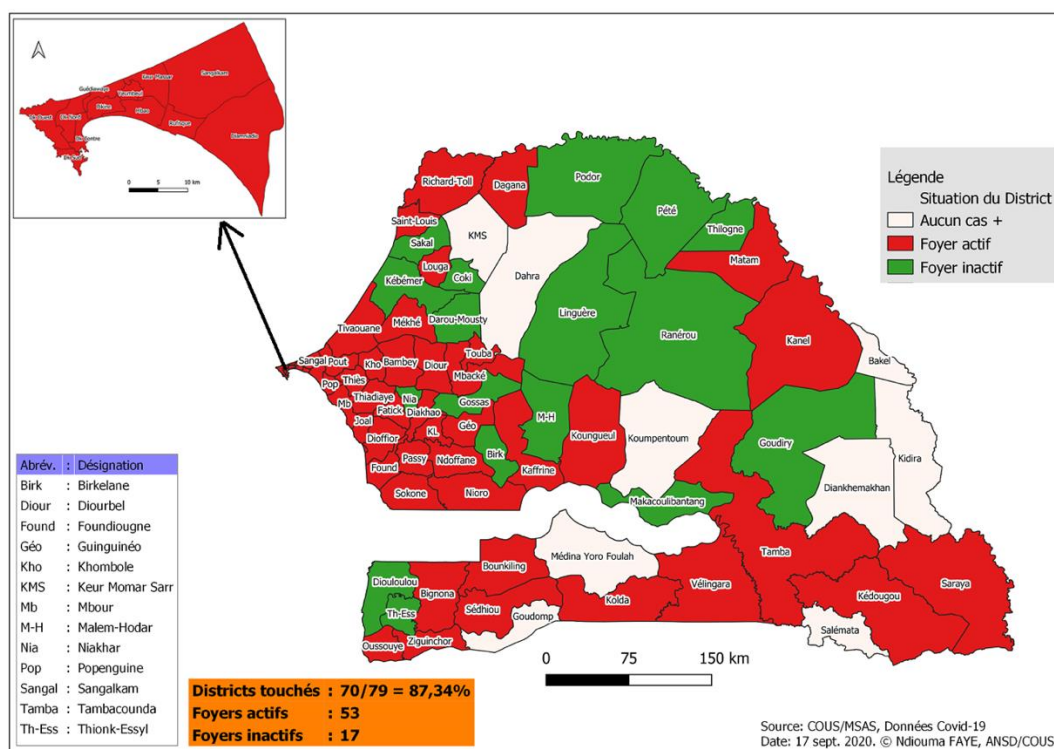 Keur Massar
Sangalkam
Guédiawaye
Yeumbeul
Pikine
Mbao
Dk Ouest
Dk Nord
Rufisque
Diamniadio
Dk Centre
Dk Sud
0 5 10 km
Légende
Situation du District
Aucun cas +
Foyer actif
Foyer inactif
Podor
Richard-Toll
Dagana
Pété
Thilogne
Saint-Louis
KMS
Sakal
Matam
Louga
Coki
Dahra
Kébémer
Linguère
Darou-Mousty
Ranérou
Tivaouane
Mékhé
Kanel
Touba
Bakel
Sangal
Pout
Kho
Bambey
Diour
Mbacké
Pop
Thiès
Nia
Mb
Thiadiaye
Gossas
Fatick
Diakhao
M-H
Joal
KL
Géo
Koungueul
Koumpentoum
Goudiry
Dioffior
Birk
Kidira
Passy
Ndoffane
Found
Kaffrine
Diankhemakhan
Sokone
Nioro
Makacoulibantang
Médina Yoro Foulah
Tamba
Bounkiling
Diouloulou
Vélingara
Saraya
Bignona
Kédougou
Th-Ess
Sédhiou
Kolda
Goudomp
Salémata
Oussouye
Ziguinchor
Abrév. : Désignation
Birk : Birkelane
Diour : Diourbel
Found : Foundiougne
Géo : Guinguinéo
Kho : Khombole
KMS : Keur Momar Sarr
Mb : Mbour
M-H : Malem-Hodar
Nia : Niakhar
Pop : Popenguine
Sangal : Sangalkam
Tamba : Tambacounda
Th-Ess : Thionk-Essyl
0 75 150 km
Districts touchés : 70/79 = 87,34%
Foyers actifs : 53
Foyers inactifs : 17
Source: COUS/MSAS, Données Covid-19
Date: 17 sept. 2020. © Ndiouma FAYE, ANSD/COUS